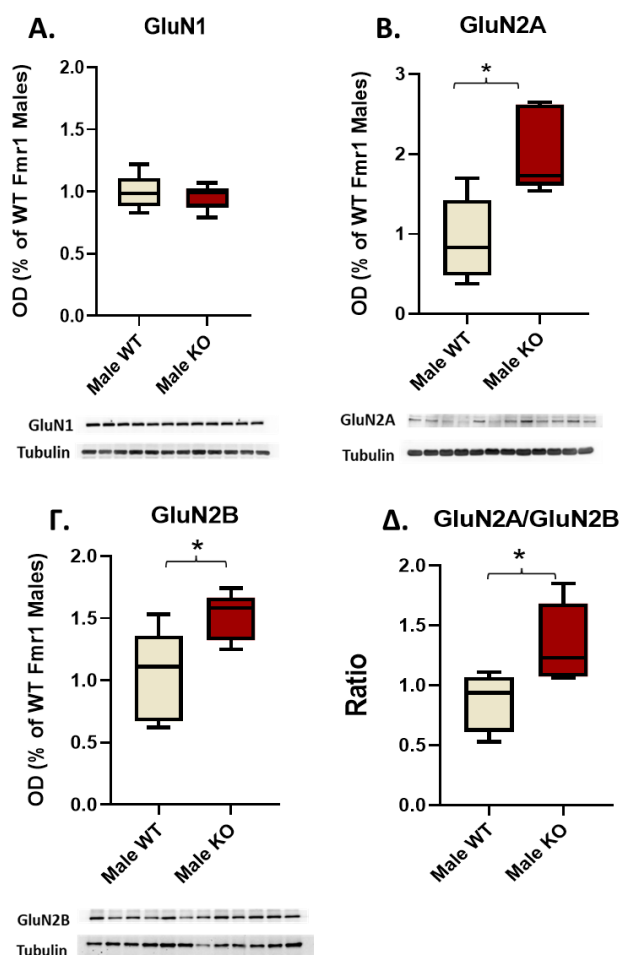 A.
GluN1
OD (% of WT Fmr1 Males)
2.0
1.5
1.0
0.5
0.0
Male WT
Male KO
GluN1
Tubulin
B.
GluN2A
OD (% of WT Fmr1 Males)
3
2
1
0
*
Male WT
Male KO
GluN2A
Tubulin
Γ.
GluN2B
OD (% of WT Fmr1 Males)
2.0
1.5
1.0
0.5
0.0
*
Male WT
Male KO
GluN2B
Tubulin
Δ.
GluN2A/GluN2B
Ratio
2.0
1.5
1.0
0.5
0.0
*
Male WT
Male KO